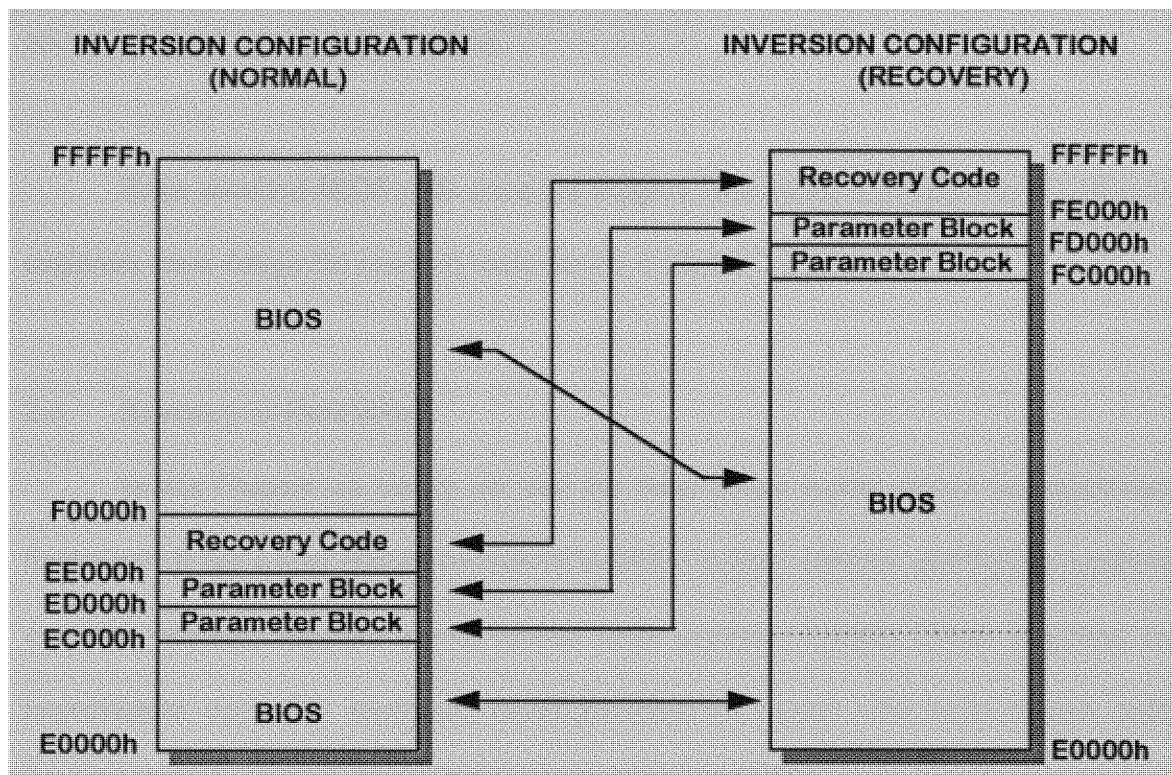 INVERSION CONFIGURATION
(NORMAL)
FFFFFh
BIOS
F0000h
Recovery Code
EE000h
Parameter Block
ED000h
Parameter Block
EC000h
BIOS
E0000h
INVERSION CONFIGURATION
(RECOVERY)
FFFFFh
Recovery Code
FE000h
Parameter Block
FD000h
Parameter Block
FC000h
BIOS
E0000h